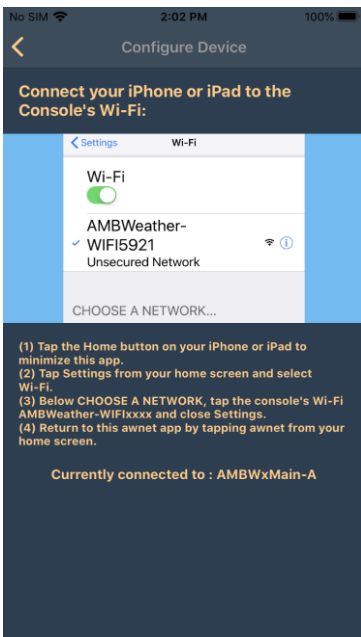 No SIM 2:02 PM 100%
Configure Device
Connect your iPhone or iPad to the
Console's Wi-Fi:
Settings Wi-Fi
Wi-Fi
AMBWeather-
WIFI5921
Unsecured Network
CHOOSE A NETWORK...
(1) Tap the Home button on your iPhone or iPad to
minimize this app.
(2) Tap Settings from your home screen and select
Wi-Fi.
(3) Below CHOOSE A NETWORK, tap the console's Wi-Fi
AMBWeather-WIFIxxxx and close Settings.
(4) Return to this awnet app by tapping awnet from your
home screen.
Currently connected to : AMBWxMain-A